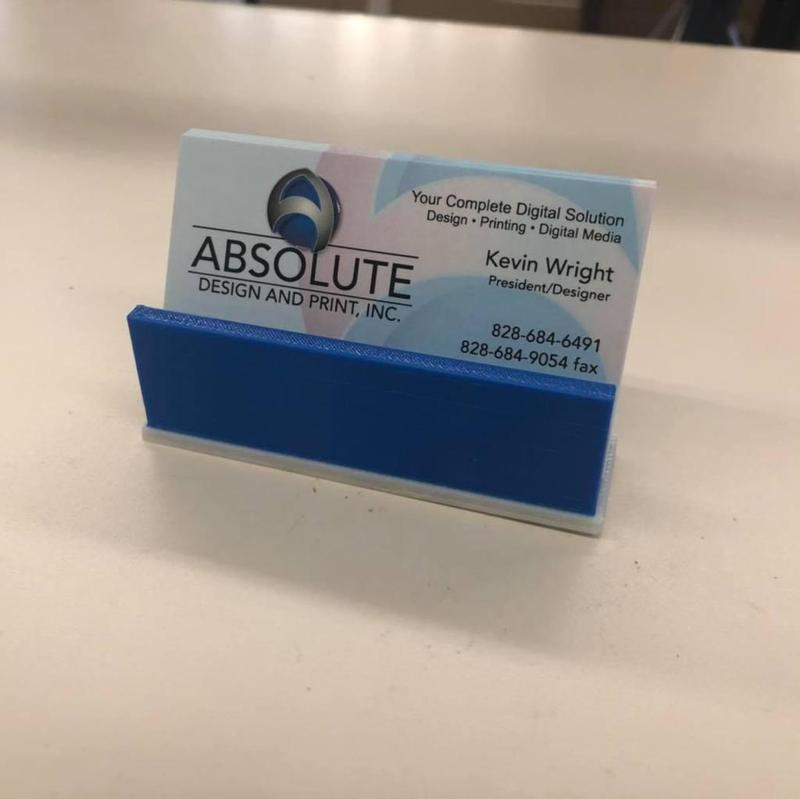 ABSOLUTE
DESIGN AND PRINT, INC.
Your Complete Digital Solution
Design • Printing • Digital Media
Kevin Wright
President/Designer
828-684-6491
828-684-9054 fax